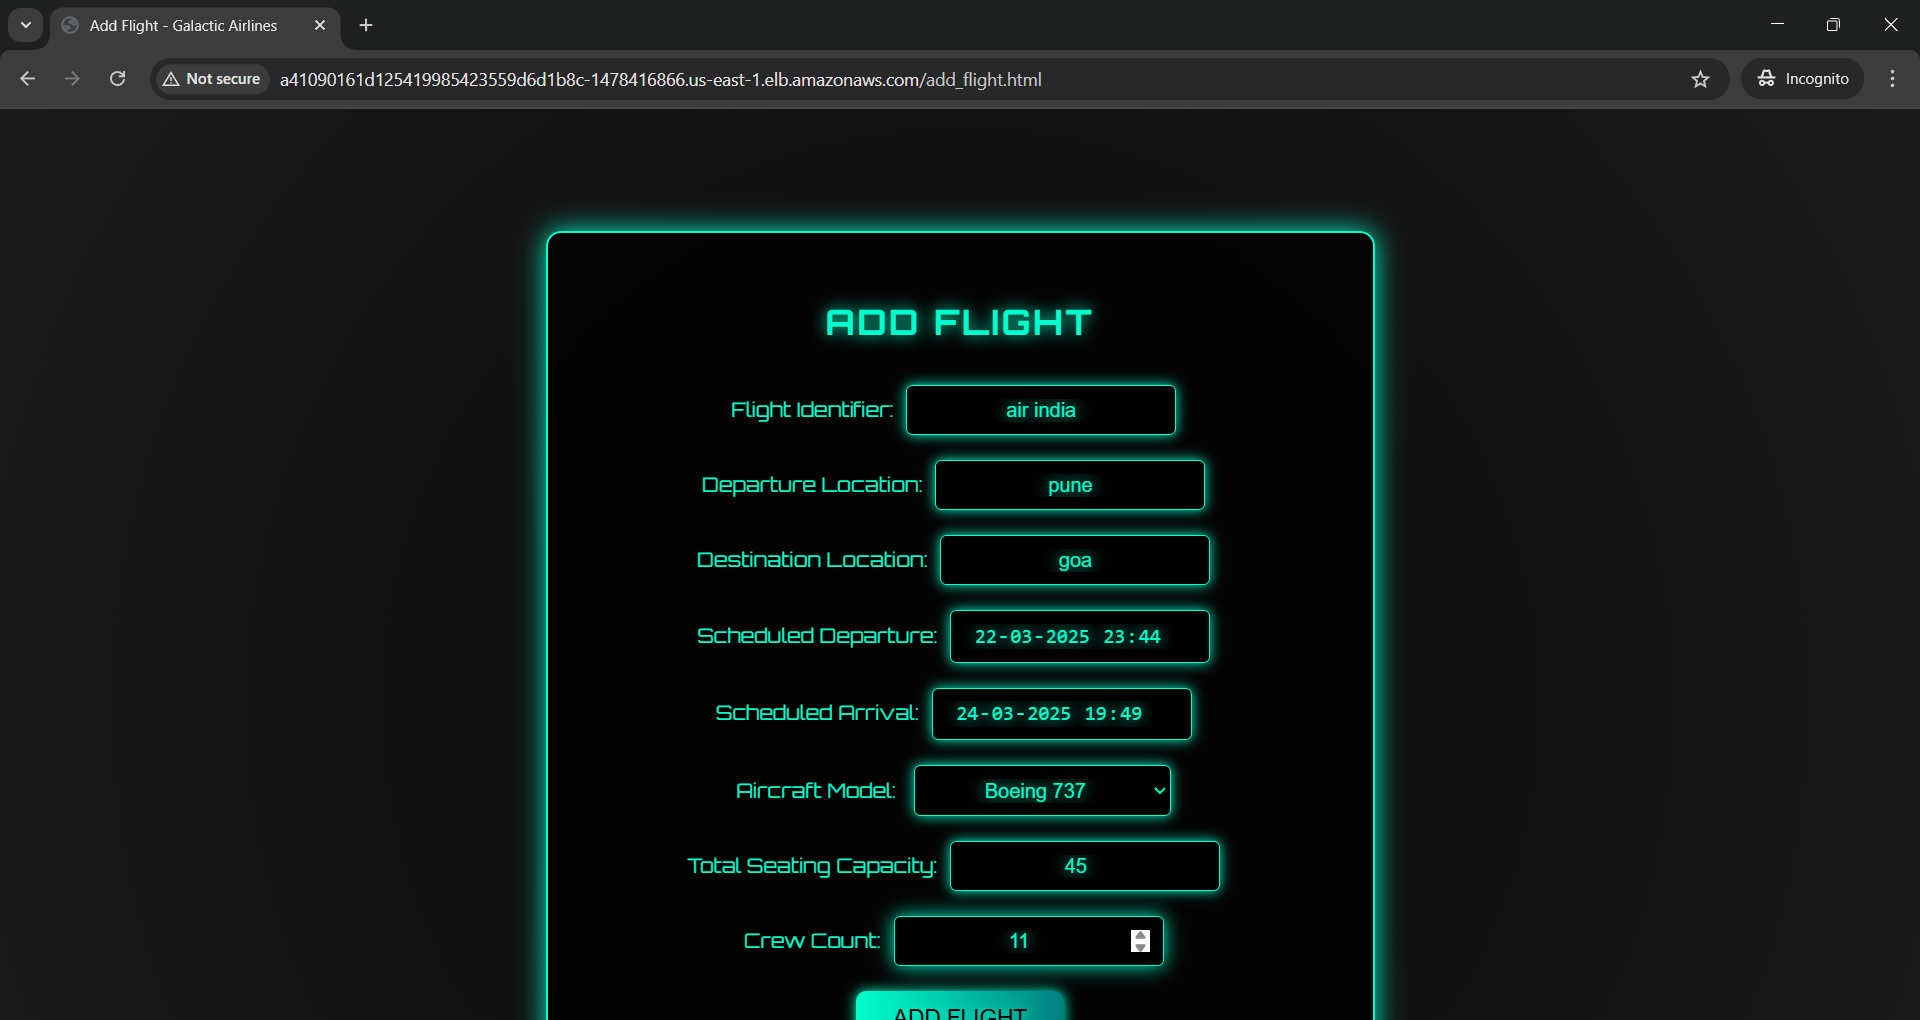 Add Flight - Galactic Airlines
Not secure
a41090161d125419985423559d6d1b8c-1478416866.us-east-1.elb.amazonaws.com/add_flight.html
Incognito
ADD FLIGHT
Flight Identifier: air india
Departure Location: pune
Destination Location: goa
Scheduled Departure: 22-03-2025 23:44
Scheduled Arrival: 24-03-2025 19:49
Aircraft Model: Boeing 737
Total Seating Capacity: 45
Crew Count: 11
ADD FLIGHT